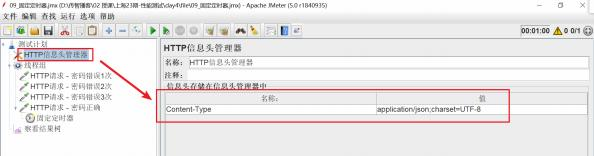 09_固定定时器.jmx (D:\传智播客\02 授课\上海23期-性能测试\day4\file\09_固定定时器.jmx) - Apache JMeter (5.0 r1840935)
文件 编辑 查找 运行 选项 帮助
00:01:00 0 0/1
测试计划
HTTP信息头管理器
线程组
HTTP请求 - 密码错误1次
HTTP请求 - 密码错误2次
HTTP请求 - 密码错误3次
HTTP请求 - 密码正确
固定定时器
察看结果树
HTTP信息头管理器
名称: HTTP信息头管理器
注释:
信息头存储在信息头管理器中
名称: 值
Content-Type application/json;charset=UTF-8